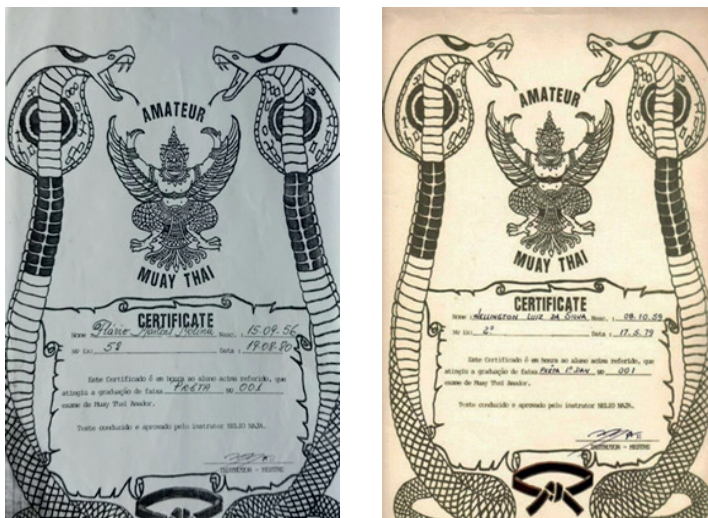 AMATEUR
MUAY THAI
CERTIFICATE
Nome Flávio Molina Nasc. : 15.09.56
58 Data : 19.08.80
Este Certificado é em honra ao aluno acima referido, que
atingiu a graduação de faixa PRETA Nº 001
exame de Muay Thai Amador.
Teste conduzido e aprovado pelo instrutor NELIO NAJA.
INSTRUTOR - MESTRE
AMATEUR
MUAY THAI
CERTIFICATE
Nome WELLINGTON LUIZ DA SILVA Nasc. : 09.10.59
2º Data : 17.5.79
Este Certificado é em honra ao aluno acima referido, que
atingiu a graduação de faixa PRETA 1º DAN Nº 001
exame de Muay Thai Amador.
Teste conduzido e aprovado pelo instrutor NELIO NAJA.
INSTRUTOR - MESTRE